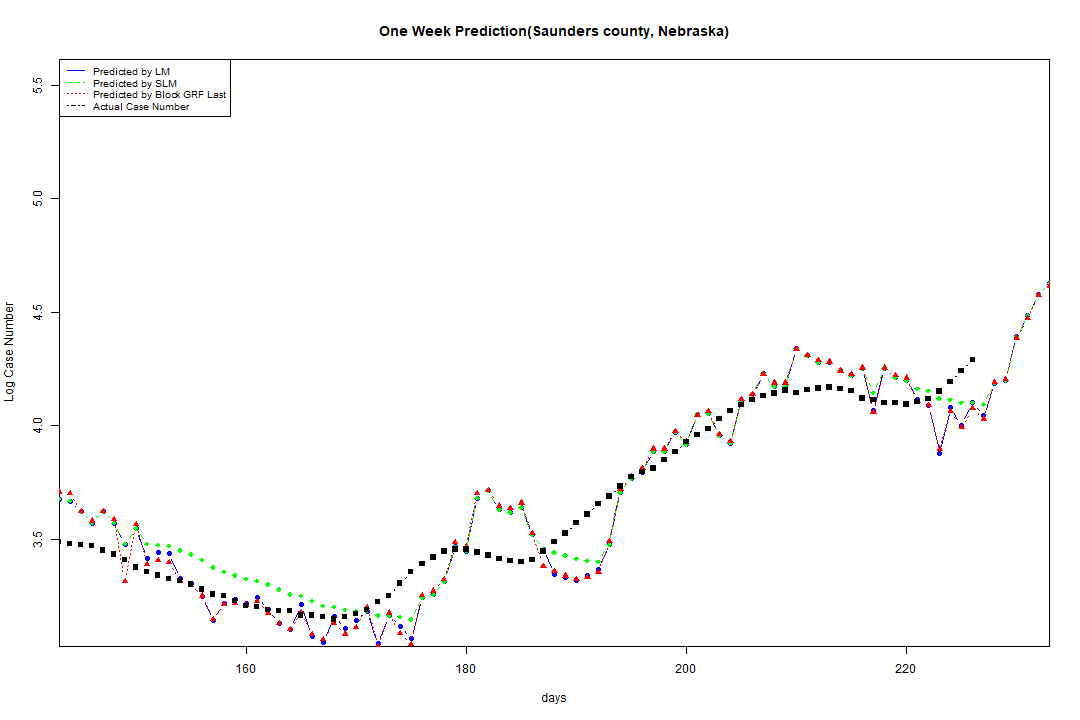 One Week Prediction(Saunders county, Nebraska)
Predicted by LM
Predicted by SLM
Predicted by Block GRF Last
Actual Case Number
5.5
5.0
4.5
4.0
3.5
Log Case Number
160 180 200 220
days